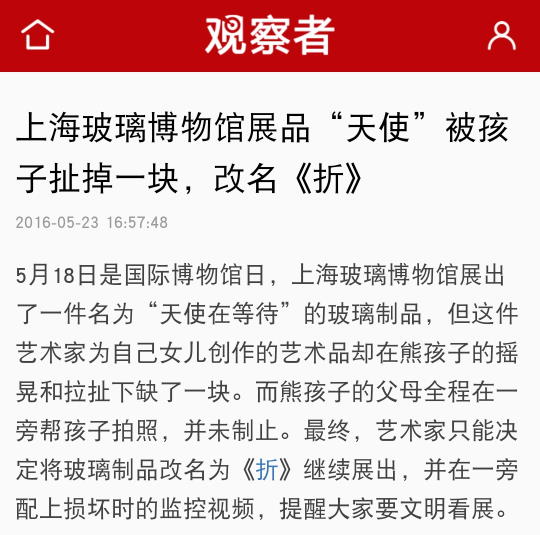 观察者
上海玻璃博物馆展品“天使”被孩
子扯掉一块，改名《折》
2016-05-23 16:57:48
5月18日是国际博物馆日，上海玻璃博物馆展出
了一件名为“天使在等待”的玻璃制品，但这件
艺术家为自己女儿创作的艺术品却在熊孩子的摇
晃和拉扯下缺了一块。而熊孩子的父母全程在一
旁帮孩子拍照，并未制止。最终，艺术家只能决
定将玻璃制品改名为《折》继续展出，并在一旁
配上损坏时的监控视频，提醒大家要文明看展。